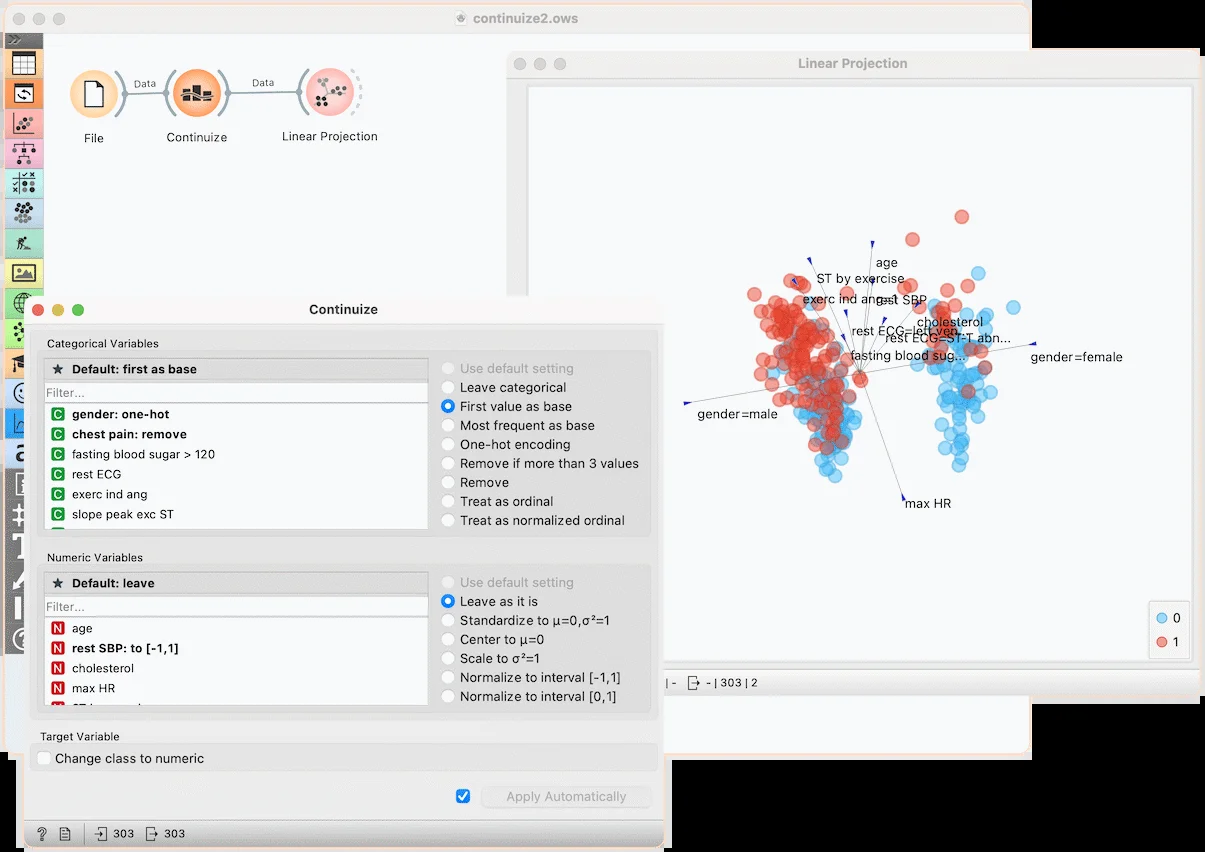 continuize2.ows
Data
Data
File
Continuize
Linear Projection
Linear Projection
age
ST by exercise
exerc ind ang=1
rest SBP
cholesterol
rest ECG=left ven...
rest ECG=ST-T abn...
fasting blood sug...
gender=female
gender=male
max HR
0
1
| - - | 303 | 2
Continuize
Categorical Variables
★ Default: first as base
Filter...
C gender: one-hot
C chest pain: remove
C fasting blood sugar > 120
C rest ECG
C exerc ind ang
C slope peak exc ST
Use default setting
Leave categorical
First value as base
Most frequent as base
One-hot encoding
Remove if more than 3 values
Remove
Treat as ordinal
Treat as normalized ordinal
Numeric Variables
★ Default: leave
Filter...
N age
N rest SBP: to [-1,1]
N cholesterol
N max HR
Use default setting
Leave as it is
Standardize to μ=0,σ²=1
Center to μ=0
Scale to σ²=1
Normalize to interval [-1,1]
Normalize to interval [0,1]
Target Variable
Change class to numeric
Apply Automatically
? 303 303